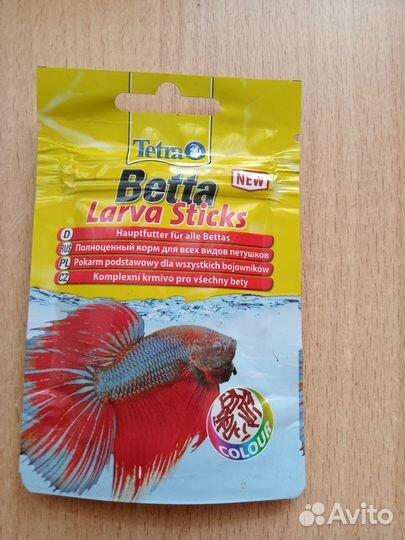 Tetra
Betta
NEW
Larva Sticks
D Hauptfutter für alle Bettas
RUS Полноценный корм для всех видов петушков
PL Pokarm podstawowy dla wszystkich bojowników
CZ Komplexní krmivo pro všechny bety
COLOUR
Avito